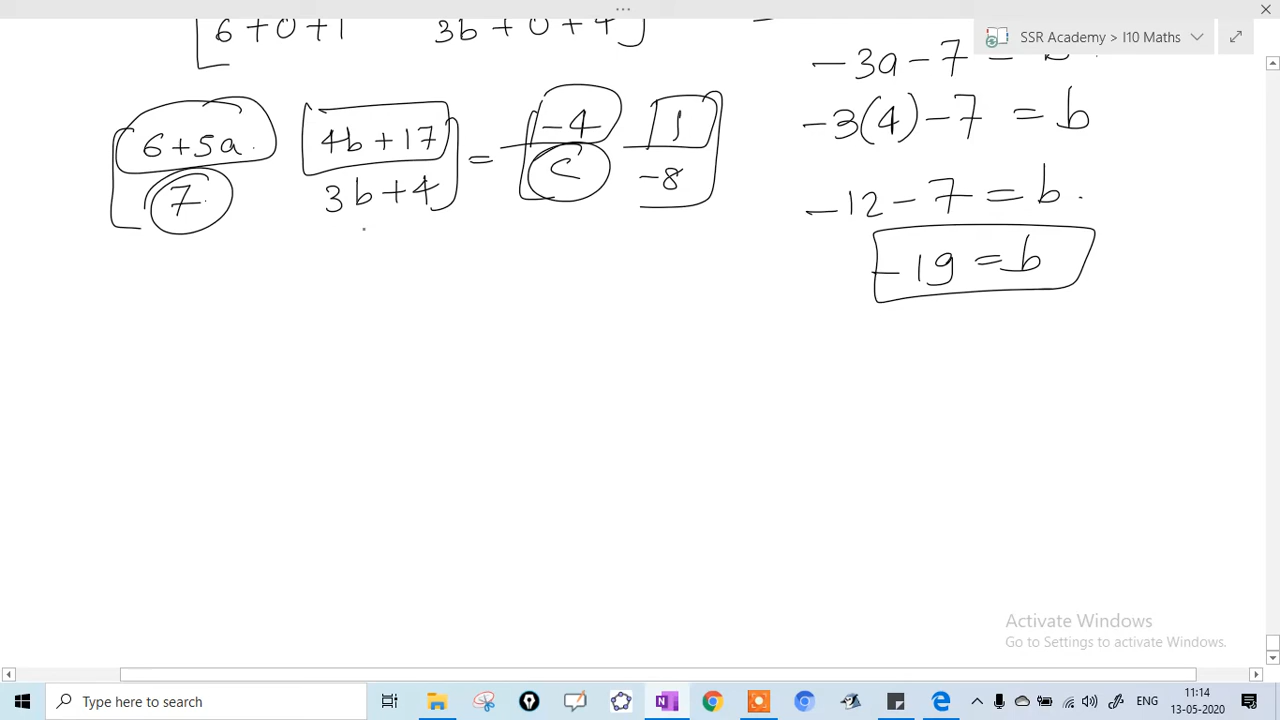 SSR Academy > I10 Maths
6+0+1 3b+0+4
-3a-7 = b.
6+5a. 4b+17 = -4 1
7. 3b+4 c -8
-3(4)-7 = b
-12-7=b.
-19=b
Activate Windows
Go to Settings to activate Windows.
Type here to search
ENG
11:14
13-05-2020